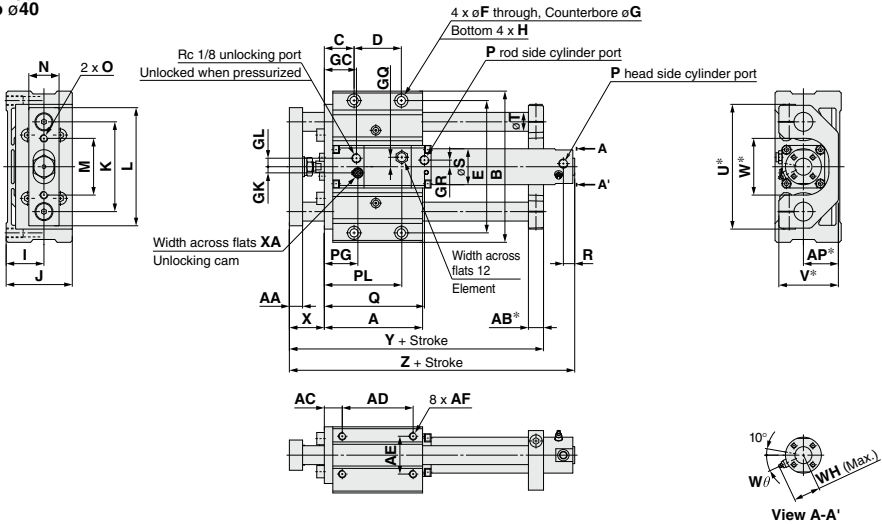 ø40
4 x øF through, Counterbore øG
Bottom 4 x H
C
D
N
2 x O
Rc 1/8 unlocking port
Unlocked when pressurized
GC
GQ
P rod side cylinder port
P head side cylinder port
øT
A
GL
GK
M
K
L
øS
GR
E
B
A'
U*
W*
I
J
Width across flats XA
Unlocking cam
PG
PL
Width across
flats 12
Element
R
AP*
V*
AA
Q
X
A
AB*
Y + Stroke
Z + Stroke
AC
AD
8 x AF
AE
10°
Wθ
WH (Max.)
View A-A'